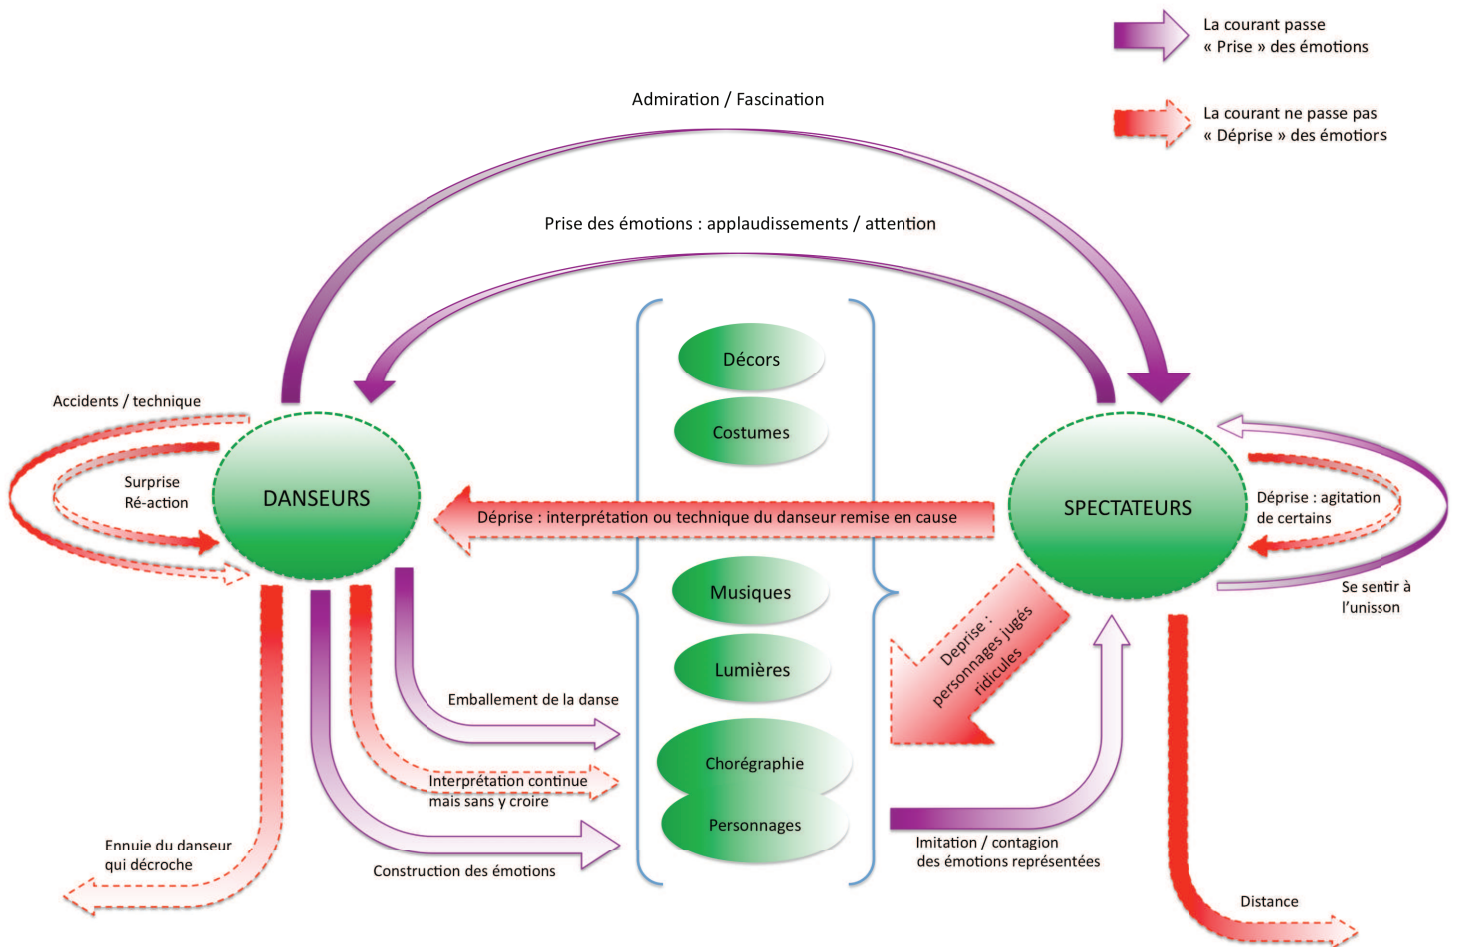 La courant passe
« Prise » des émotions
Admiration / Fascination
La courant ne passe pas
« Déprise » des émotiors
Prise des émotions : applaudissements / attention
Décors
Accidents / technique
Costumes
Surprise
Ré-action
DANSEURS
Déprise : interprétation ou technique du danseur remise en cause
SPECTATEURS
Déprise : agitation
de certains
Musiques
Se sentir à
l'unisson
Deprise :
personnages jugés
ridicules
Lumières
Emballement de la danse
Chorégraphie
Interprétation continue
mais sans y croire
Personnages
Ennuie du danseur
qui décroche
Imitation / contagion
des émotions représentées
Construction des émotions
Distance